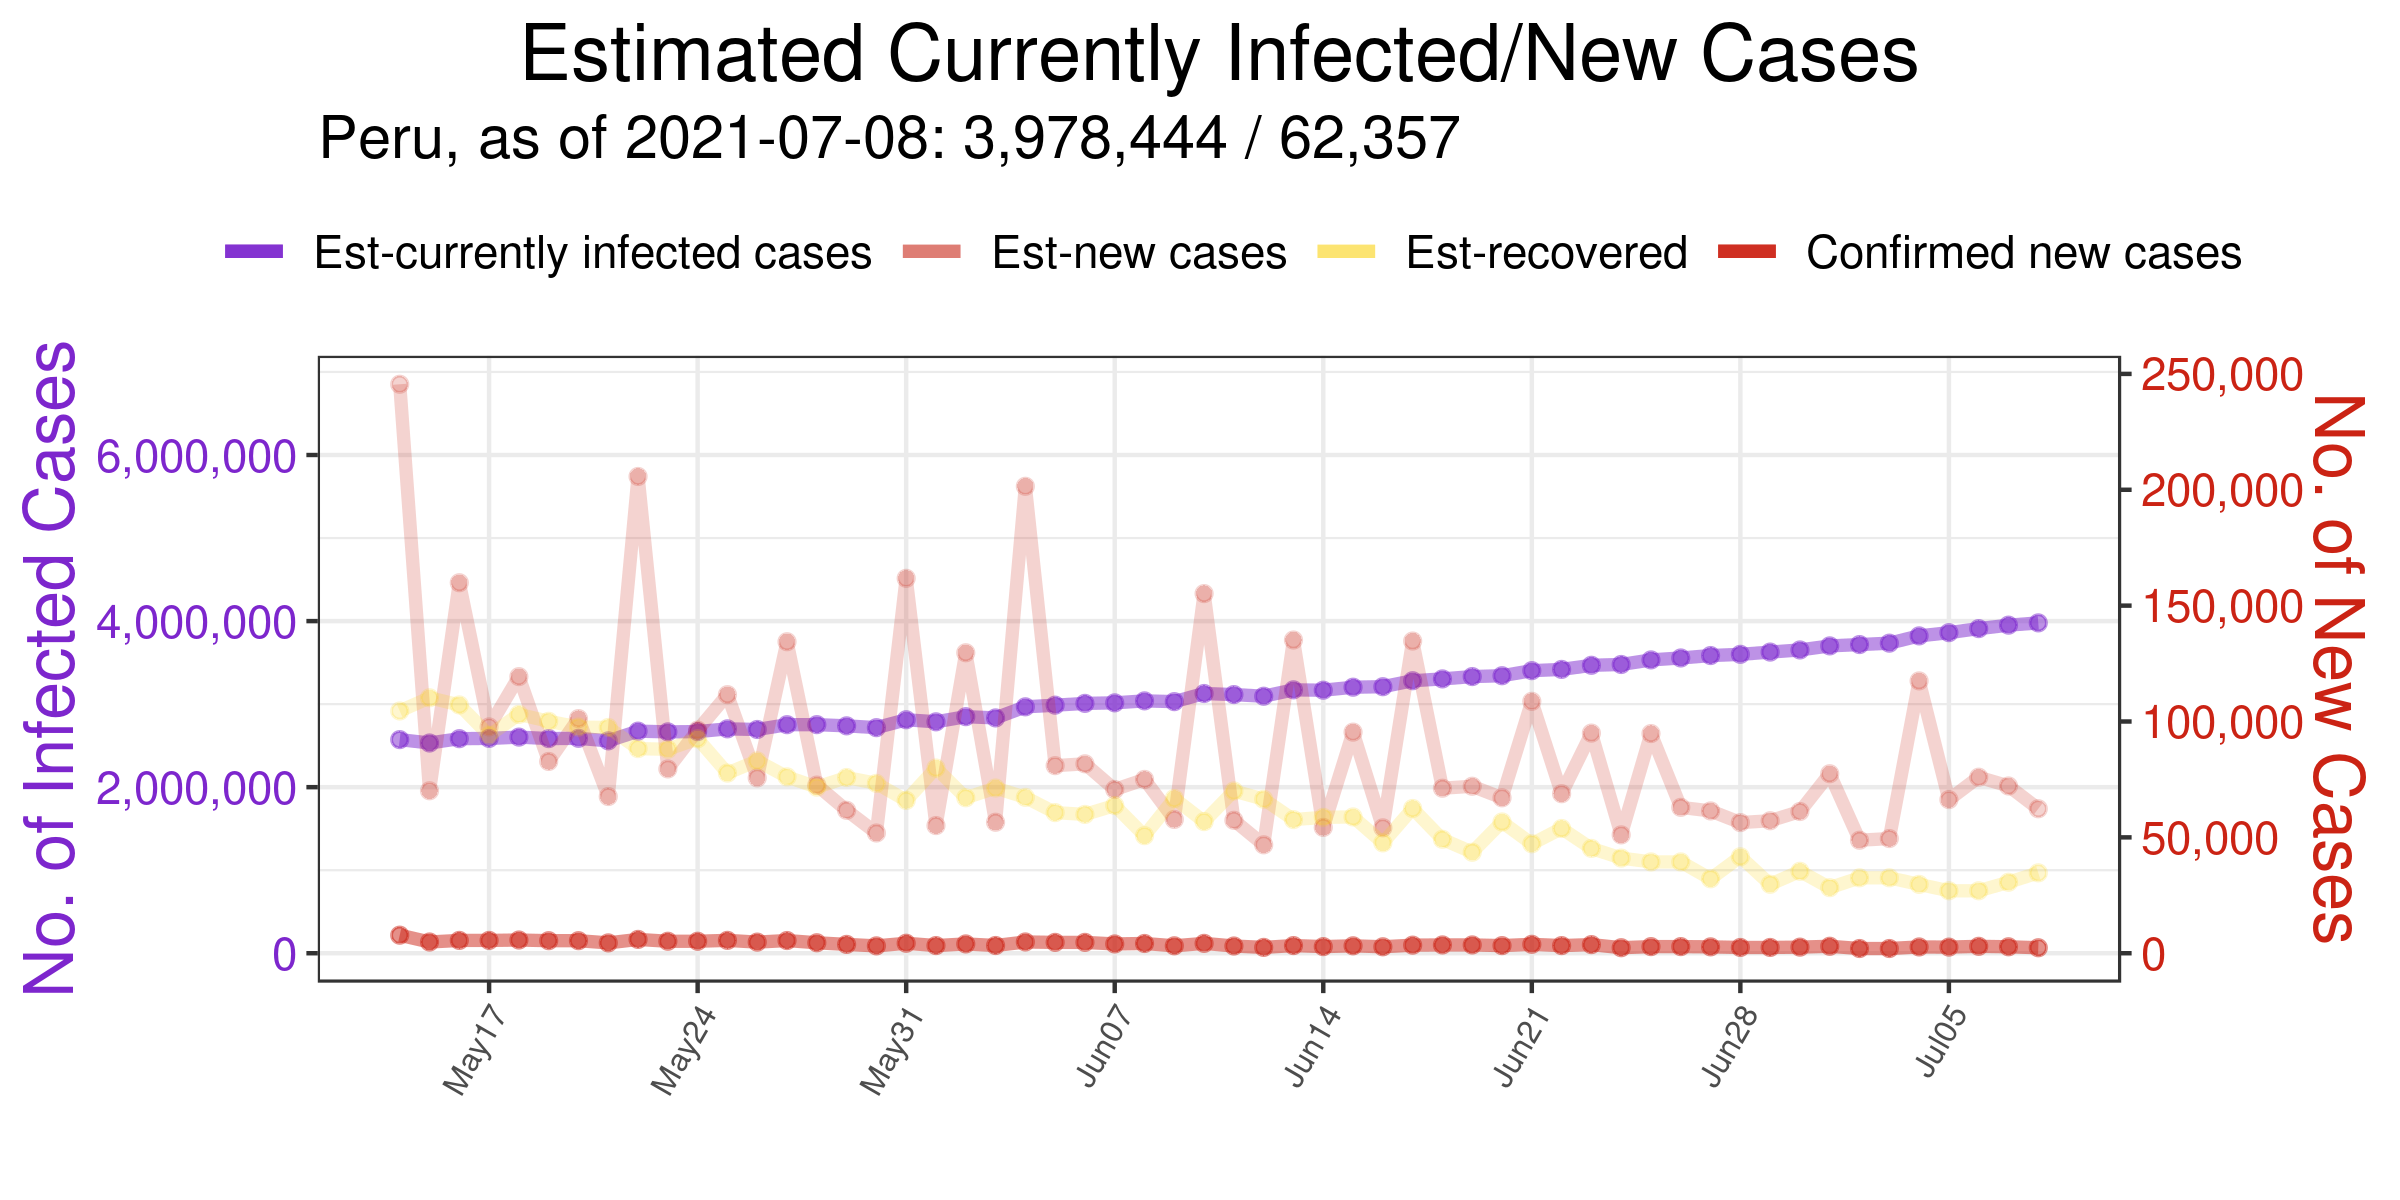 Estimated Currently Infected/New Cases
Peru, as of 2021-07-08: 3,978,444 / 62,357
Est-currently infected cases Est-new cases Est-recovered Confirmed new cases
No. of Infected Cases
6,000,000
4,000,000
2,000,000
0
250,000
200,000
150,000
100,000
50,000
0
No. of New Cases
May17 May24 May31 Jun07 Jun14 Jun21 Jun28 Jul05